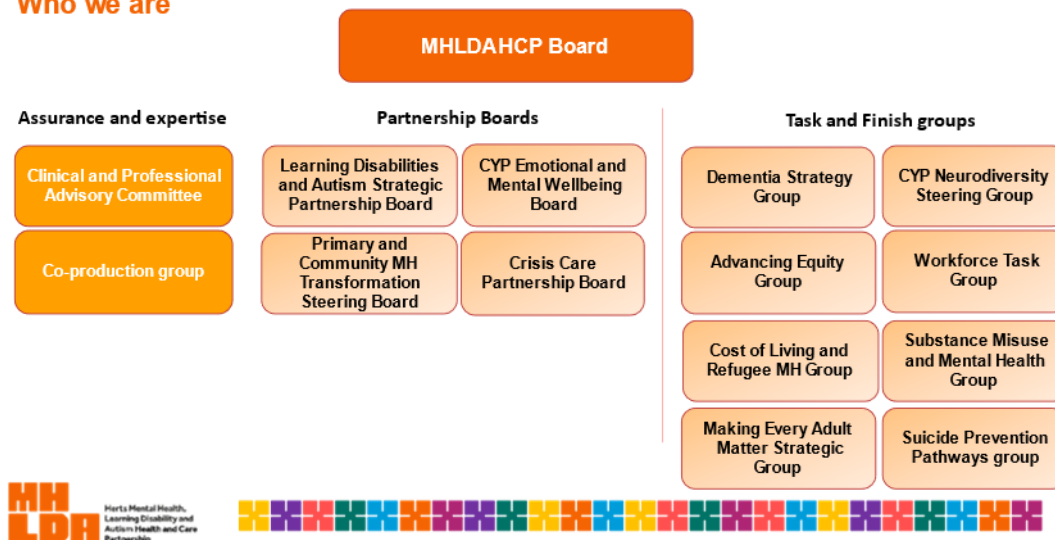 Who we are
MHLDAHCP Board
Assurance and expertise
Clinical and Professional
Advisory Committee
Co-production group
Partnership Boards
Learning Disabilities
and Autism Strategic
Partnership Board
CYP Emotional and
Mental Wellbeing
Board
Primary and
Community MH
Transformation
Steering Board
Crisis Care
Partnership Board
Task and Finish groups
Dementia Strategy
Group
CYP Neurodiversity
Steering Group
Advancing Equity
Group
Workforce Task
Group
Cost of Living and
Refugee MH Group
Substance Misuse
and Mental Health
Group
Making Every Adult
Matter Strategic
Group
Suicide Prevention
Pathways group
MH
LDA
Herts Mental Health,
Learning Disability and
Autism Health and Care
Partnership